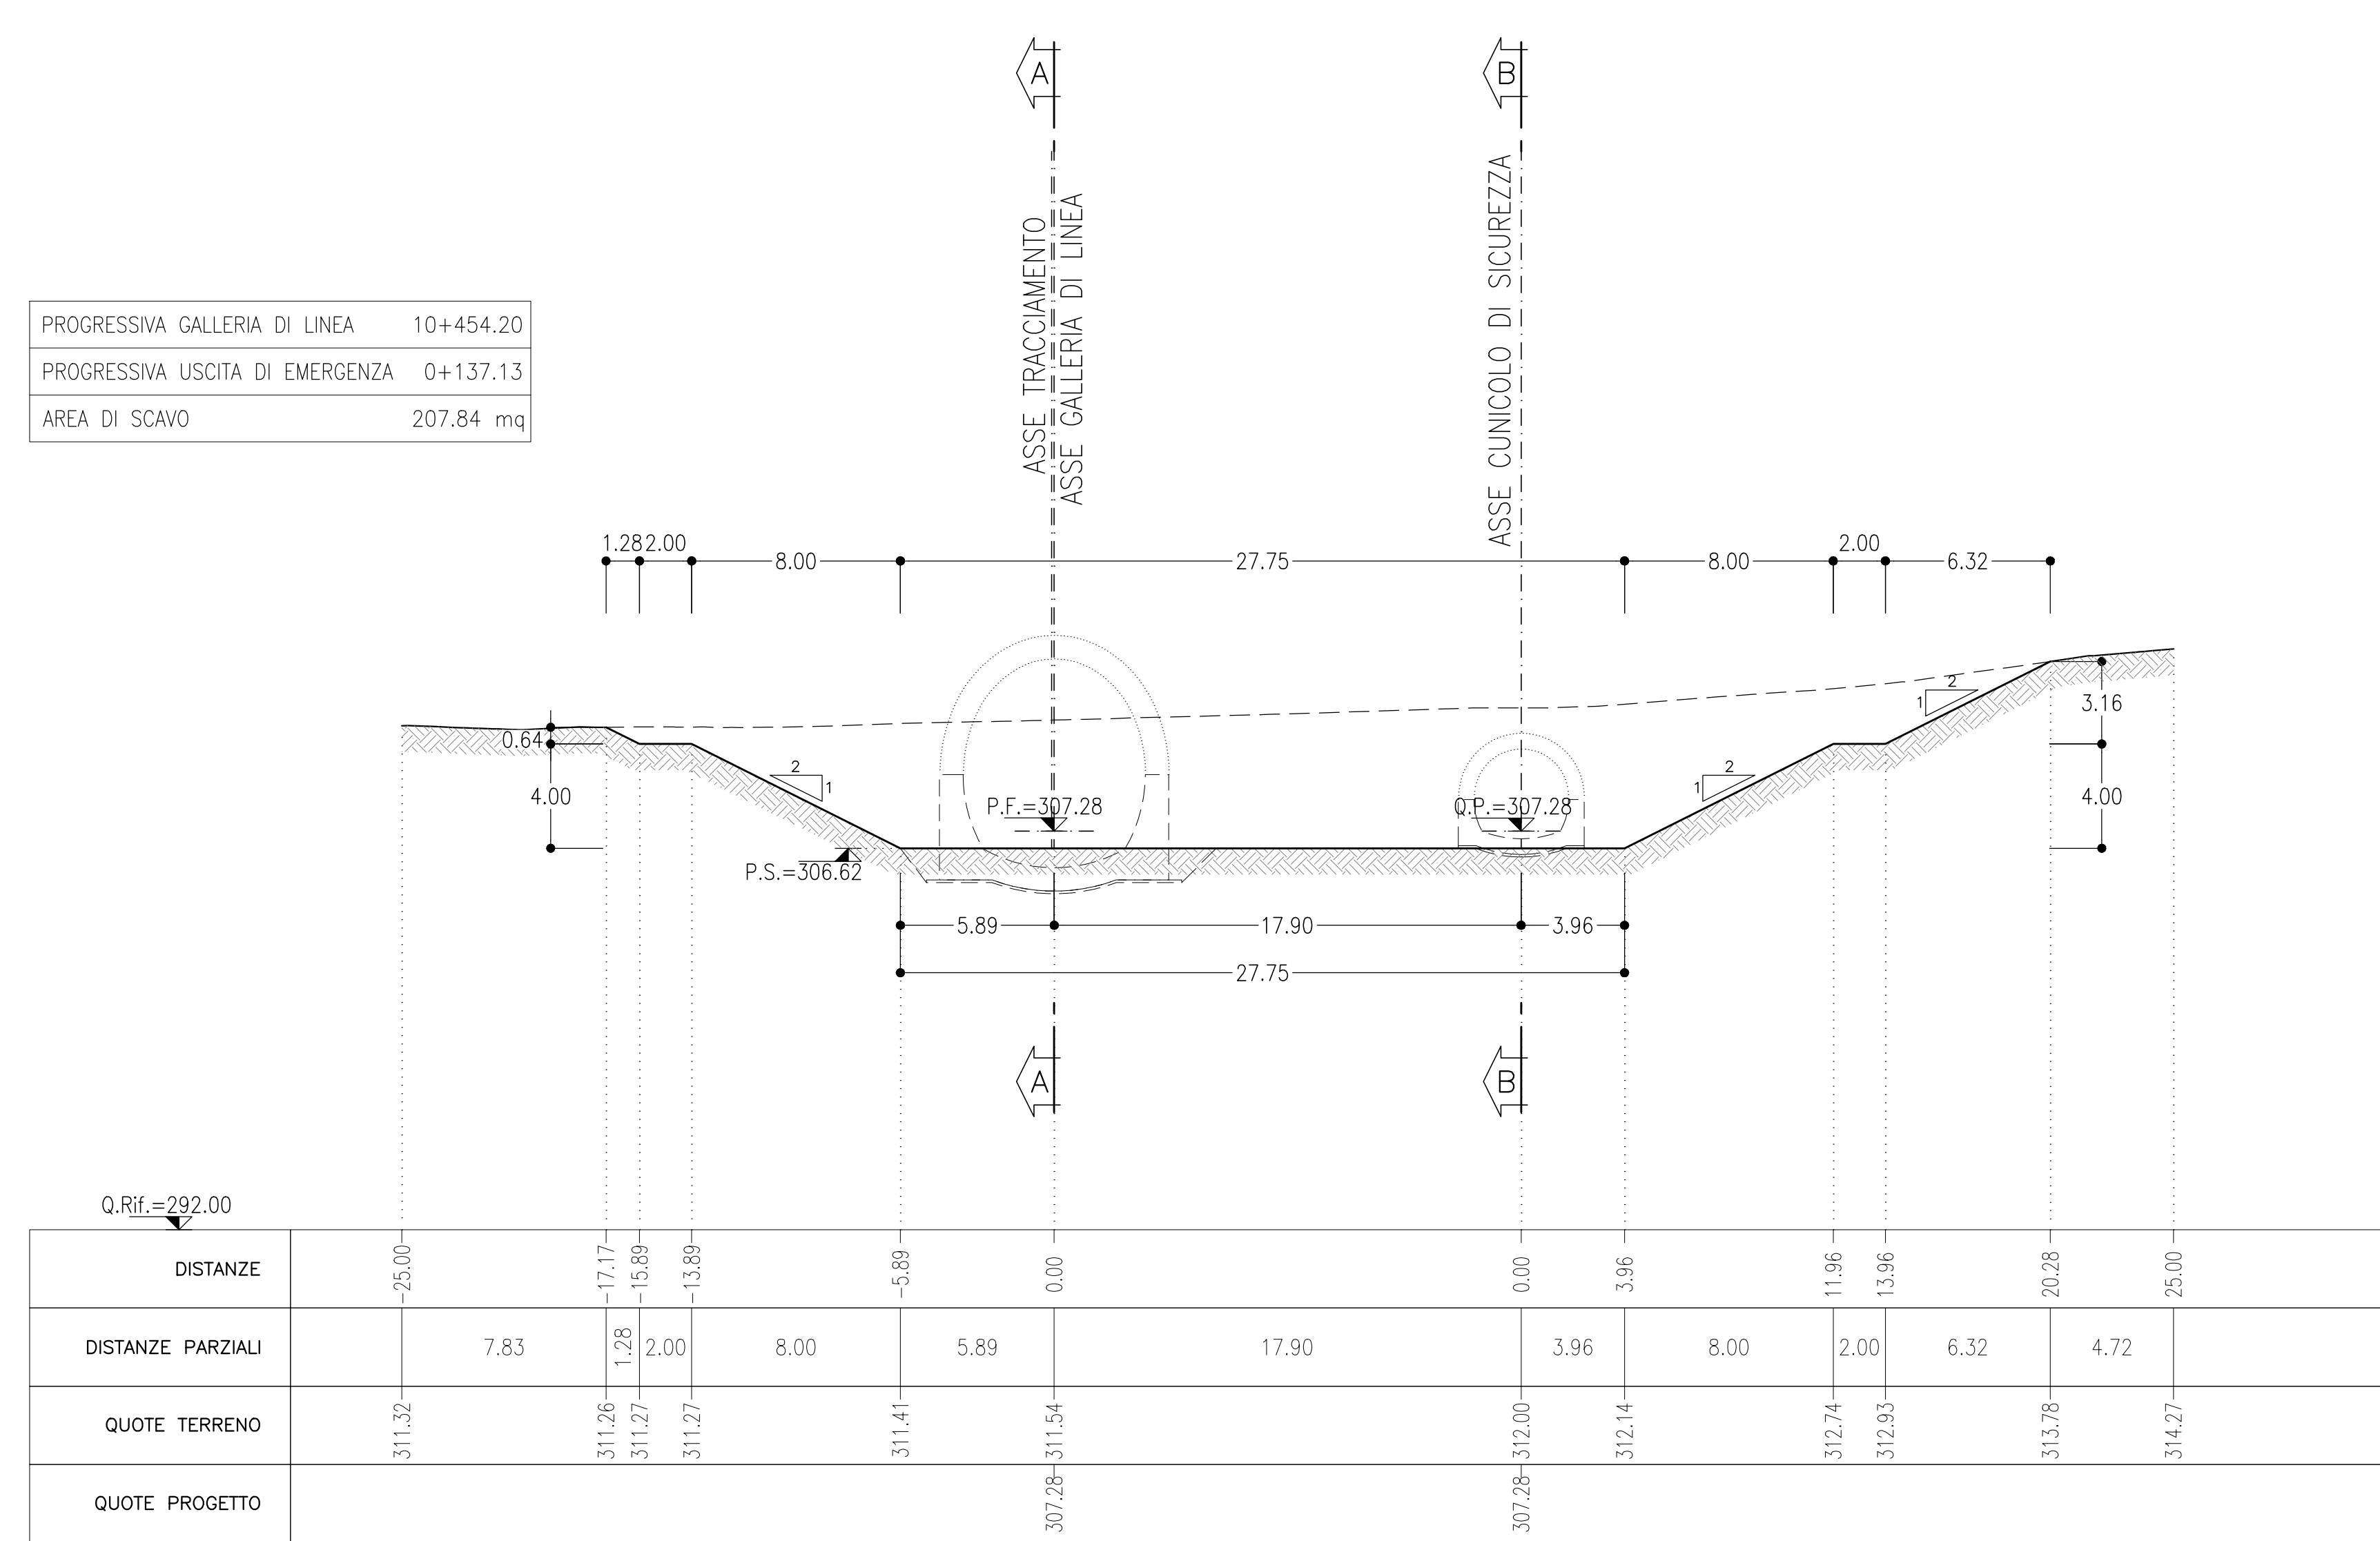 A
B
ASSE TRACCIAMENTO
ASSE GALLERIA DI LINEA
ASSE CUNICOLO DI SICUREZZA
PROGRESSIVA GALLERIA DI LINEA 10+454.20
PROGRESSIVA USCITA DI EMERGENZA 0+137.13
AREA DI SCAVO 207.84 mq
1.28 2.00 8.00 27.75 8.00 2.00 6.32
0.64
4.00
2
1
P.F.=307.28
Q.P.=307.28
2
1
2
1
3.16
4.00
P.S.=306.62
5.89 17.90 3.96
27.75
A
B
Q.Rif.=292.00
DISTANZE -25.00 -17.17 -15.89 -13.89 -5.89 0.00 0.00 3.96 11.96 13.96 20.28 25.00
DISTANZE PARZIALI 7.83 1.28 2.00 8.00 5.89 17.90 3.96 8.00 2.00 6.32 4.72
QUOTE TERRENO 311.32 311.26 311.27 311.27 311.41 311.54 312.00 312.14 312.74 312.93 313.78 314.27
QUOTE PROGETTO 307.28 307.28